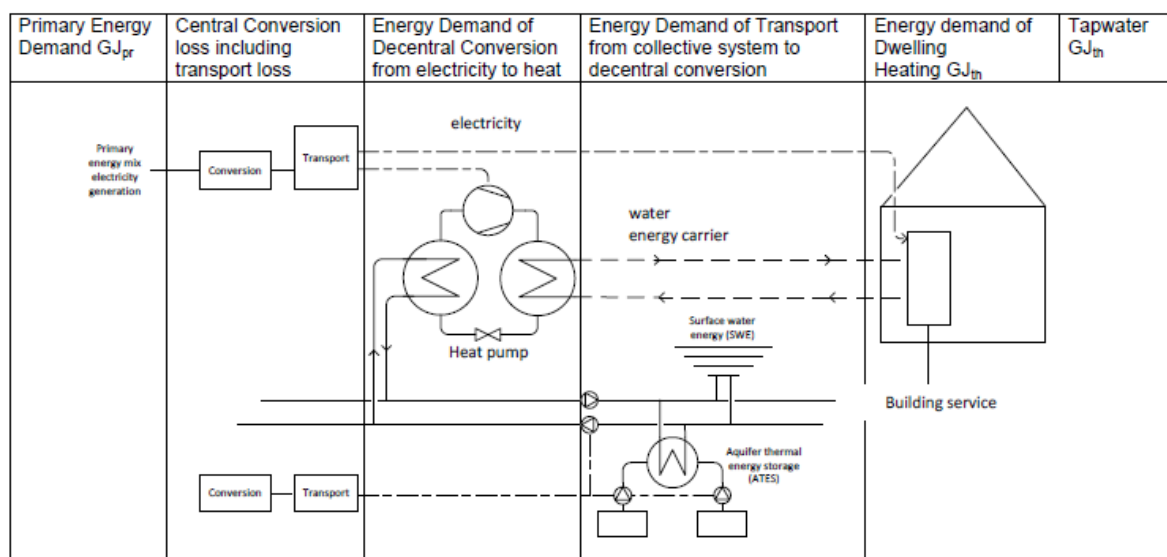 Primary Energy
Demand GJpr
Central Conversion
loss including
transport loss
Energy Demand of
Decentral Conversion
from electricity to heat
Energy Demand of Transport
from collective system to
decentral conversion
Energy demand of
Dwelling
Heating GJth
Tapwater
GJth
electricity
Primary
energy mix
electricity
generation
Conversion
Transport
water
energy carrier
Surface water
energy (SWE)
Heat pump
Building service
Aquifer thermal
energy storage
(ATES)
Conversion
Transport